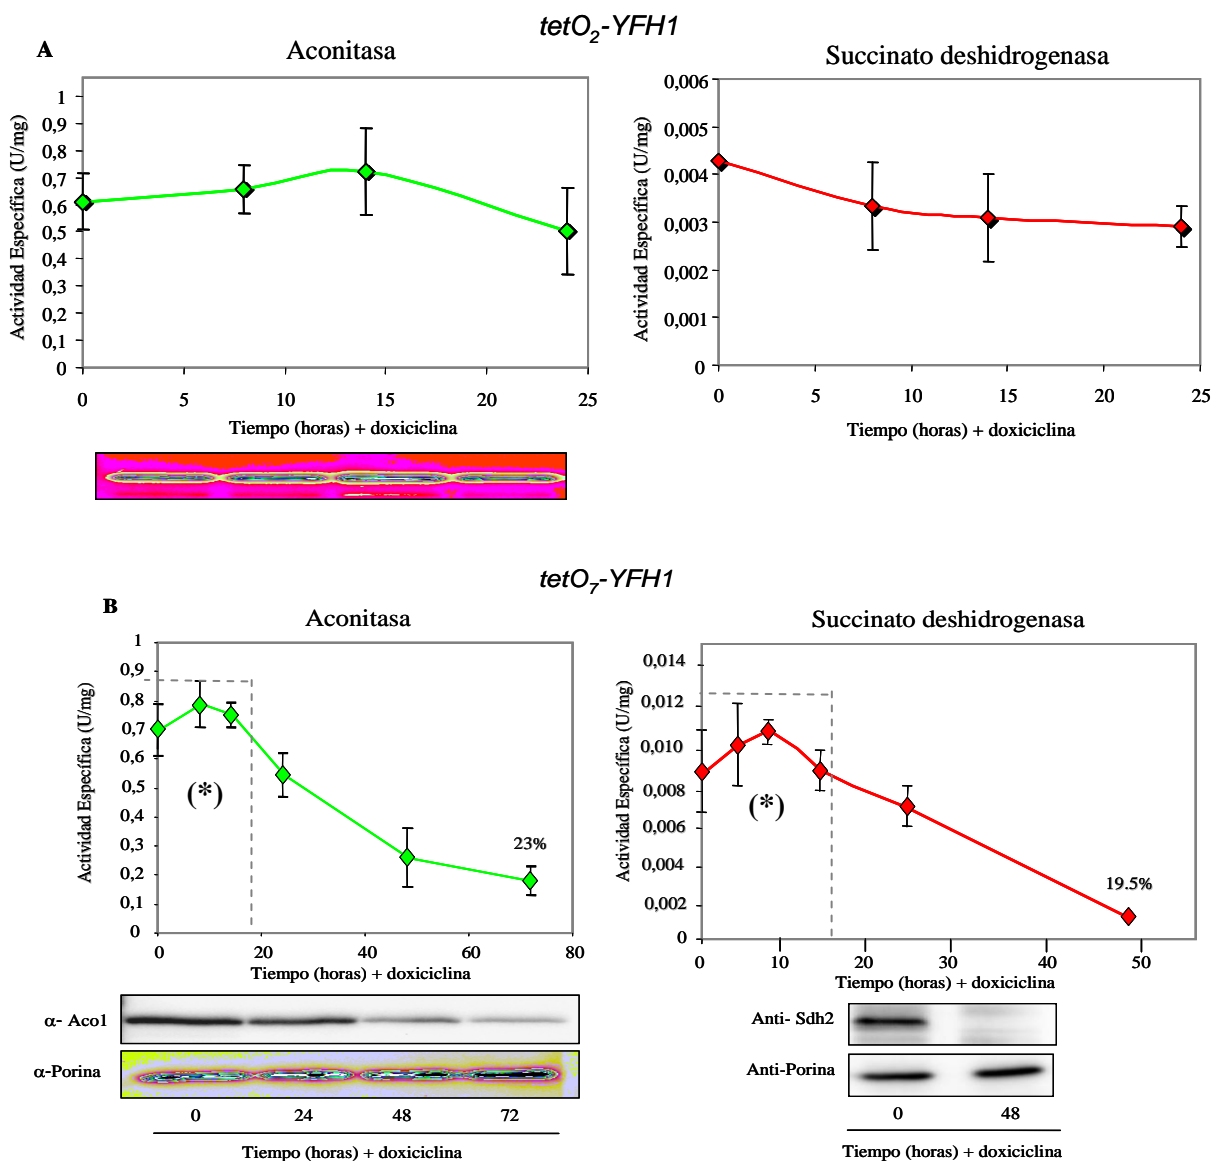 tetO2-YFH1
A
Aconitasa
Succinato deshidrogenasa
Actividad Específica (U/mg)
1
0,9
0,8
0,7
0,6
0,5
0,4
0,3
0,2
0,1
0
0 5 10 15 20 25
Tiempo (horas) + doxiciclina
Actividad Específica (U/mg)
0,006
0,005
0,004
0,003
0,002
0,001
0
0 5 10 15 20 25
Tiempo (horas) + doxiciclina
tetO7-YFH1
B
Aconitasa
Succinato deshidrogenasa
Actividad Específica (U/mg)
1
0,9
0,8
0,7
0,6
0,5
0,4
0,3
0,2
0,1
0
(*)
23%
0 20 40 60 80
Tiempo (horas) + doxiciclina
Actividad Específica (U/mg)
0,014
0,012
0,010
0,008
0,006
0,004
0,002
0
(*)
19.5%
0 10 20 30 40 50
Tiempo (horas) + doxiciclina
α- Aco1
α-Porina
0 24 48 72
Tiempo (horas) + doxiciclina
Anti- Sdh2
Anti-Porina
0 48
Tiempo (horas) + doxiciclina